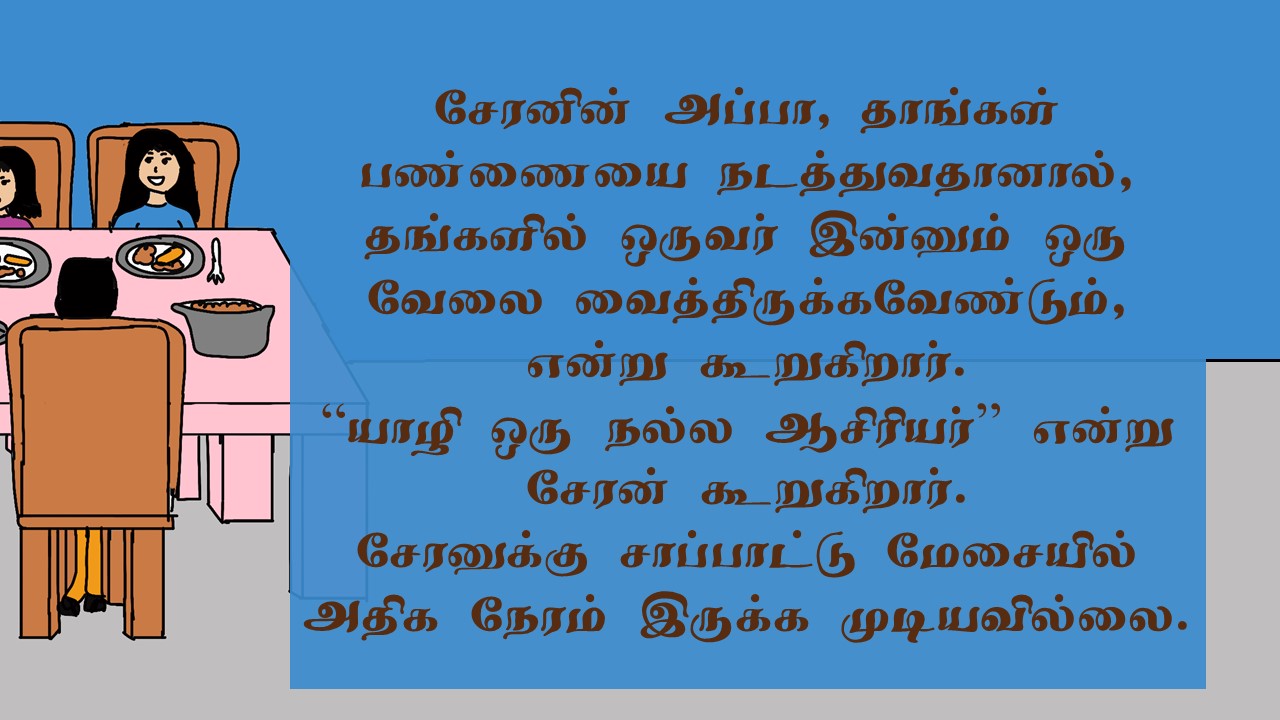 சேரனின் அப்பா, தாங்கள்
பண்ணையை நடத்துவதானால்,
தங்களில் ஒருவர் இன்னும் ஒரு
வேலை வைத்திருக்கவேண்டும்,
என்று கூறுகிறார்.
“யாழி ஒரு நல்ல ஆசிரியர்” என்று
சேரன் கூறுகிறார்.
சேரனுக்கு சாப்பாட்டு மேசையில்
அதிக நேரம் இருக்க முடியவில்லை.